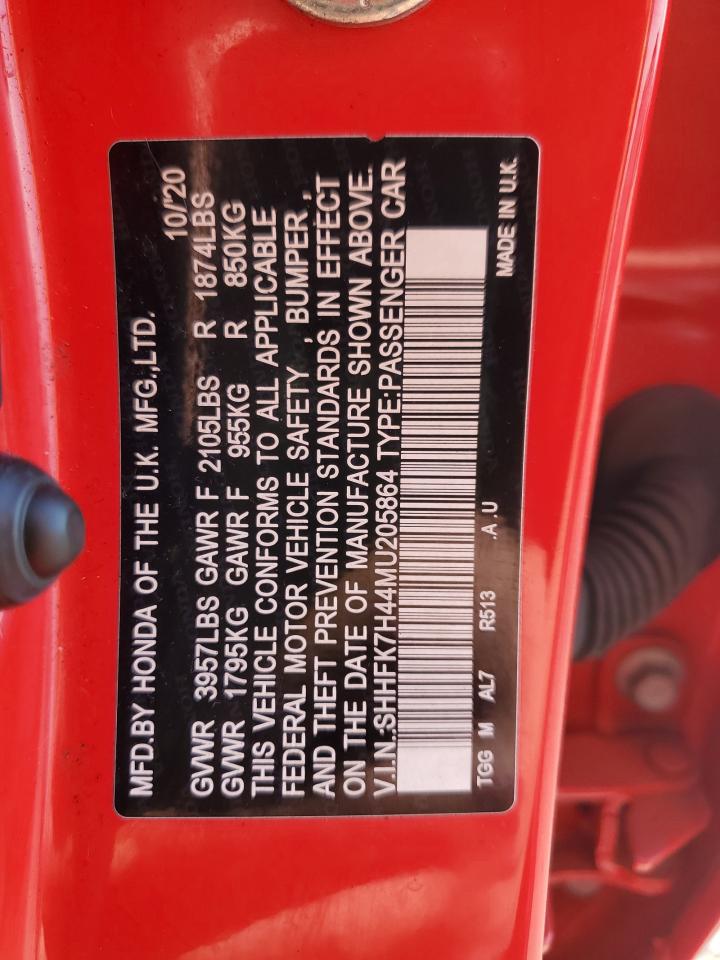 MFD.BY HONDA OF THE U.K. MFG.,LTD. 10/'20
GVWR 3957LBS GAWR F 2105LBS R 1874LBS
GVWR 1795KG GAWR F 955KG R 850KG
THIS VEHICLE CONFORMS TO ALL APPLICABLE
FEDERAL MOTOR VEHICLE SAFETY , BUMPER ,
AND THEFT PREVENTION STANDARDS IN EFFECT
ON THE DATE OF MANUFACTURE SHOWN ABOVE.
V.I.N.:SHHFK7H44MU205864 TYPE:PASSENGER CAR
TGG M AL7 R513 .A .U MADE IN U.K.